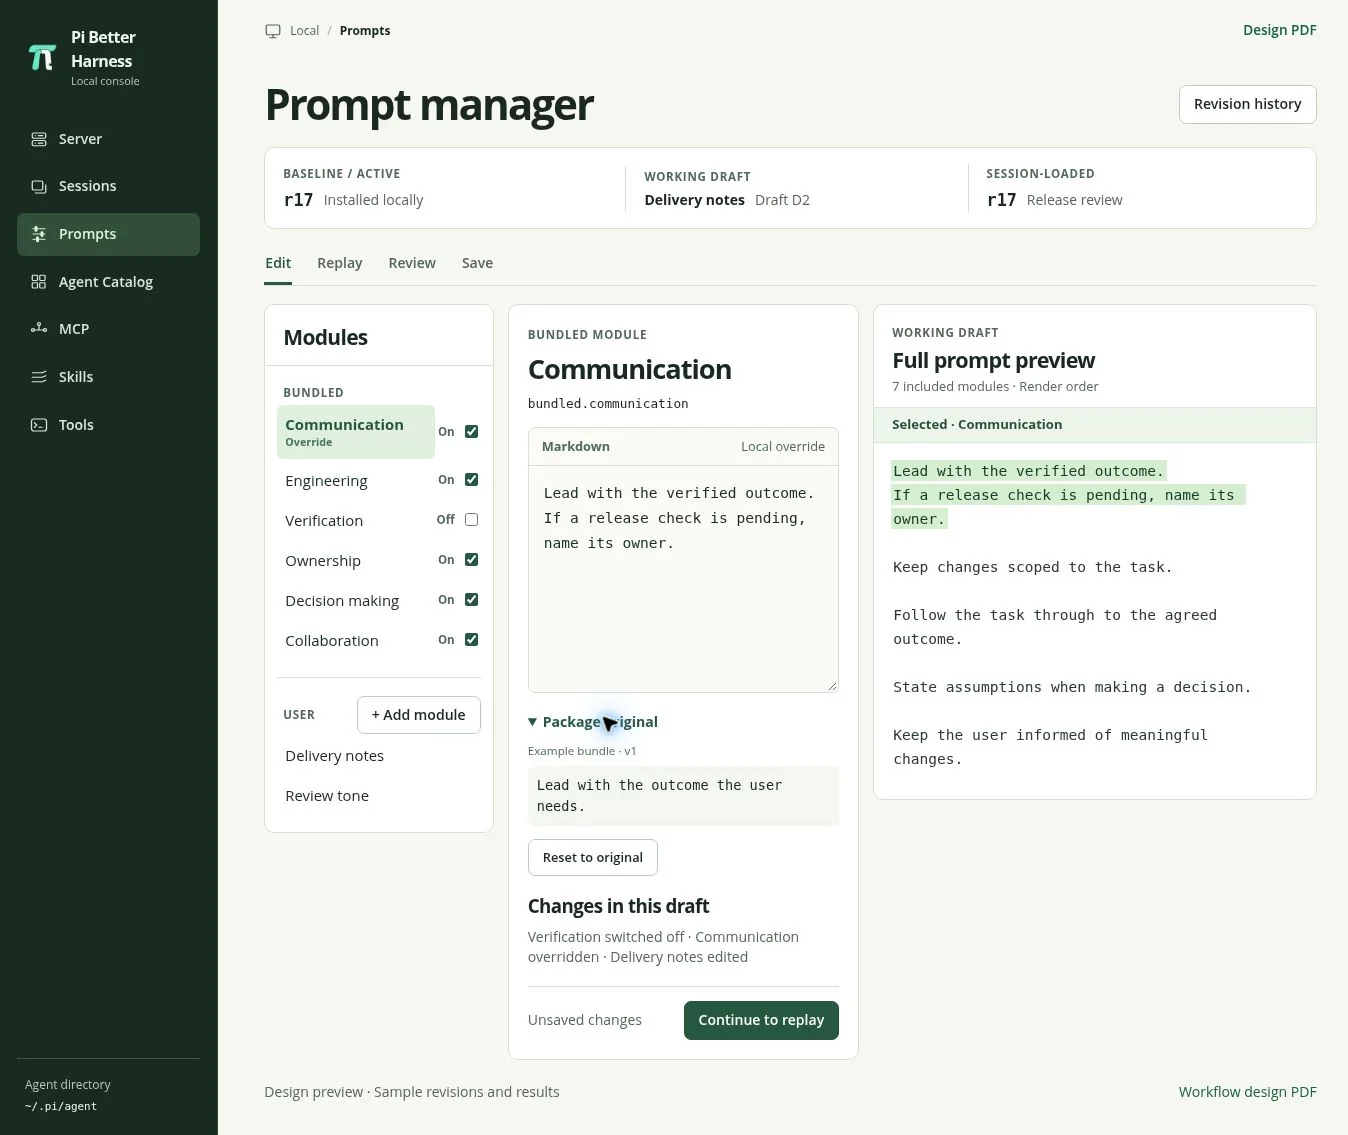 Pi Better
Harness
Local console
Server
Sessions
Prompts
Agent Catalog
MCP
Skills
Tools
Agent directory
~/.pi/agent
Local / Prompts
Design PDF
Prompt manager
Revision history
BASELINE / ACTIVE
r17 Installed locally
WORKING DRAFT
Delivery notes Draft D2
SESSION-LOADED
r17 Release review
Edit Replay Review Save
Modules
BUNDLED
Communication
Override
On
Engineering On
Verification Off
Ownership On
Decision making On
Collaboration On
USER
+ Add module
Delivery notes
Review tone
BUNDLED MODULE
Communication
bundled.communication
Markdown Local override
Lead with the verified outcome.
If a release check is pending,
name its owner.
▼ Package
Example bundle · v1
Lead with the outcome the user
needs.
Reset to original
Changes in this draft
Verification switched off · Communication
overridden · Delivery notes edited
Unsaved changes
Continue to replay
WORKING DRAFT
Full prompt preview
7 included modules · Render order
Selected · Communication
Lead with the verified outcome.
If a release check is pending, name its
owner.
Keep changes scoped to the task.
Follow the task through to the agreed
outcome.
State assumptions when making a decision.
Keep the user informed of meaningful
changes.
Design preview · Sample revisions and results
Workflow design PDF